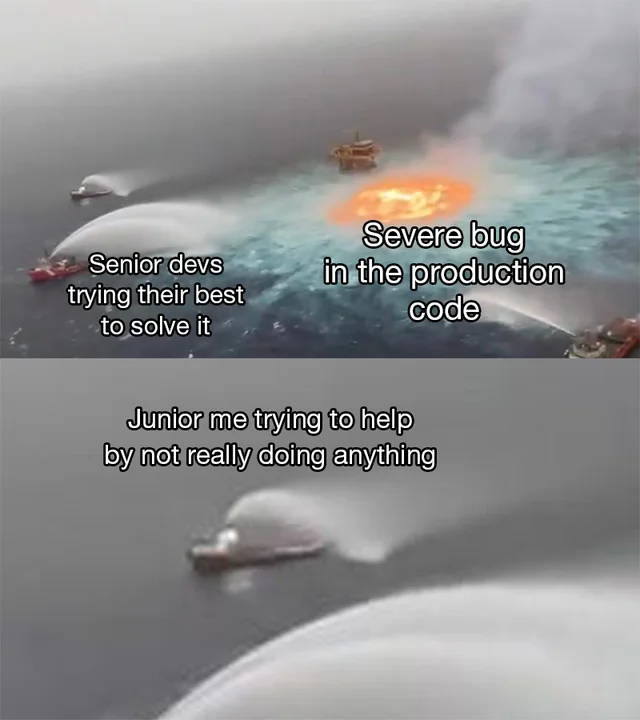 Severe bug
in the production
code
Senior devs
trying their best
to solve it
Junior me trying to help
by not really doing anything